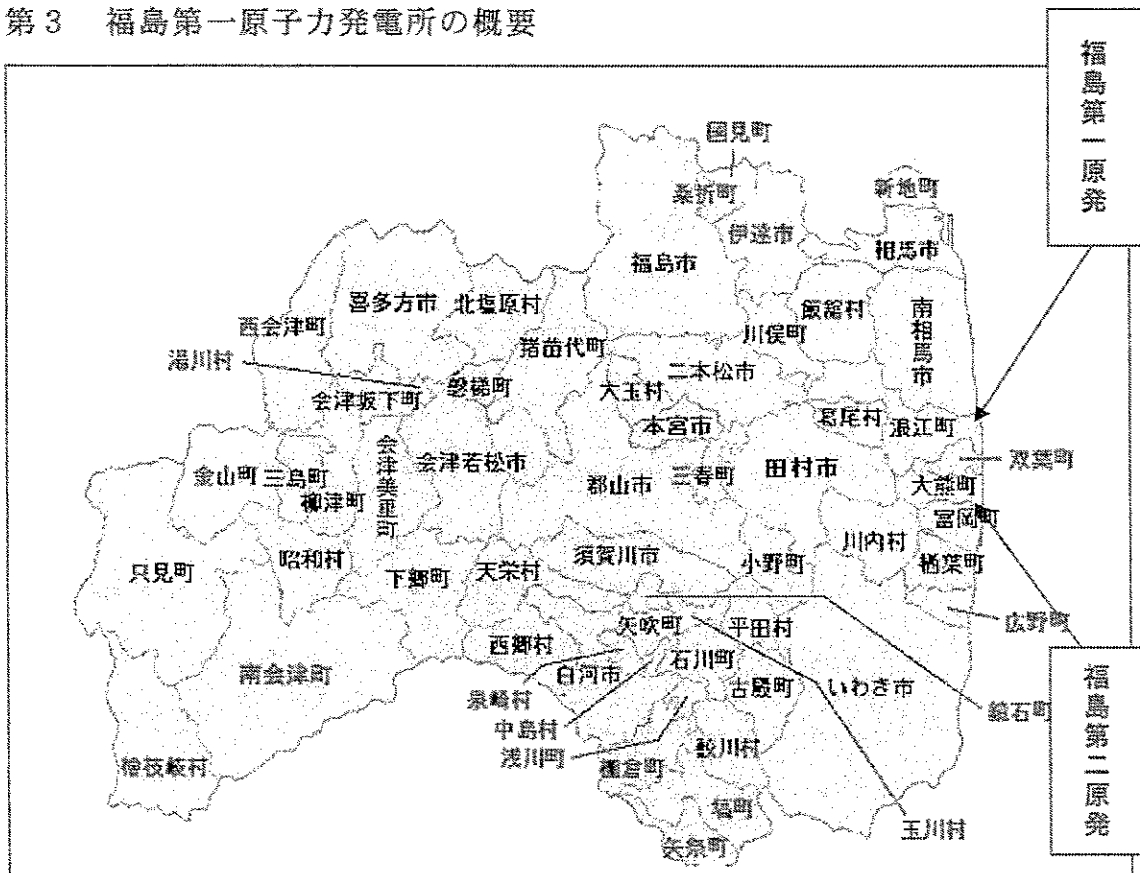 第3 福島第一原子力発電所の概要
福島第一原発
国見町
桑折町
新地町
伊達市
相馬市
福島市
喜多方市
北塩原村
飯舘村
南相馬市
西会津町
川俣町
猪苗代町
湯川村
二本松市
大玉村
磐梯町
会津坂下町
葛尾村
本宮市
浪江町
会津美里町
会津若松市
双葉町
金山町
三島町
三春町
田村市
郡山市
大熊町
柳津町
富岡町
川内村
須賀川市
昭和村
小野町
楢葉町
只見町
下郷町
天栄村
広野町
矢吹町
平田村
西郷村
石川町
白河市
南会津町
古殿町
いわき市
泉崎村
鏡石町
中島村
浅川町
鮫川村
棚倉町
檜枝岐村
塙町
玉川村
矢祭町
福島第二原発